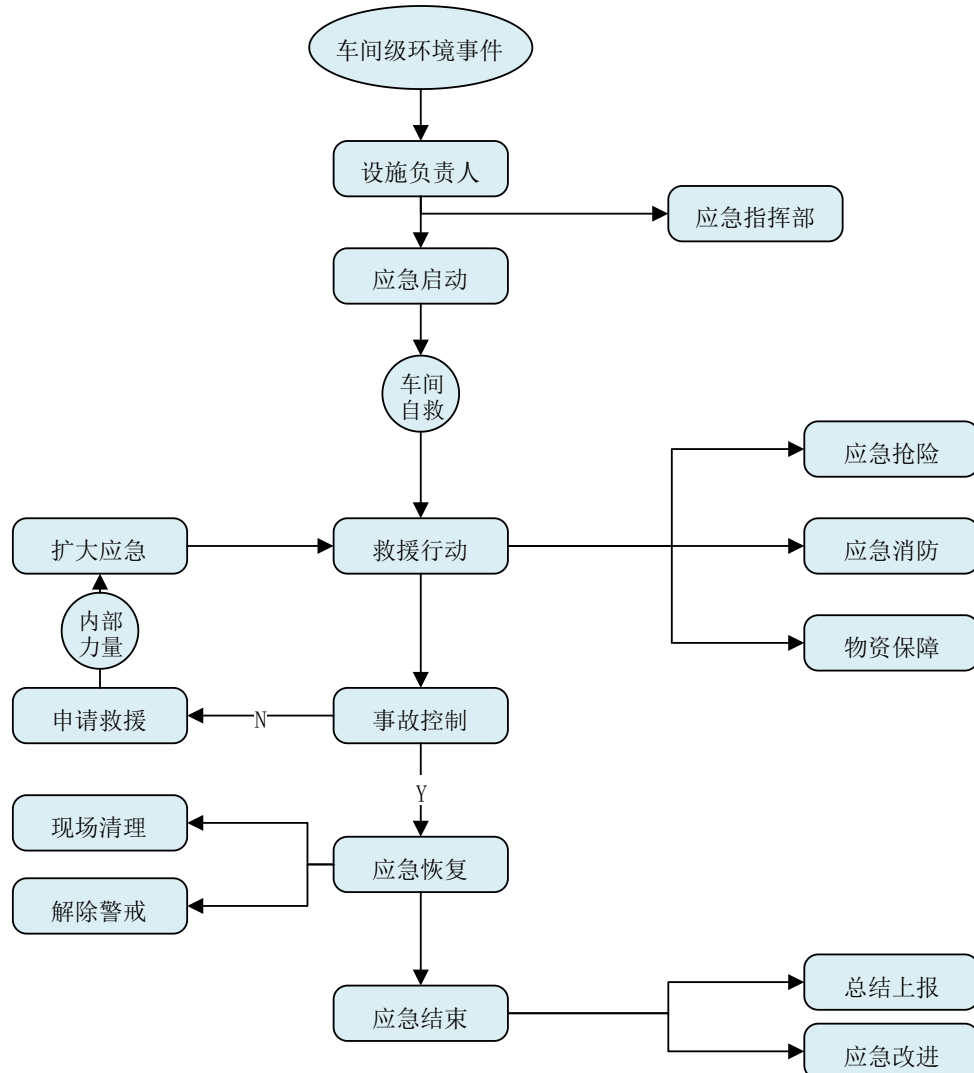 车间级环境事件
设施负责人
应急指挥部
应急启动
车间
自救
应急抢险
扩大应急
救援行动
应急消防
内部
力量
物资保障
申请救援
N
事故控制
Y
现场清理
应急恢复
解除警戒
总结上报
应急结束
应急改进